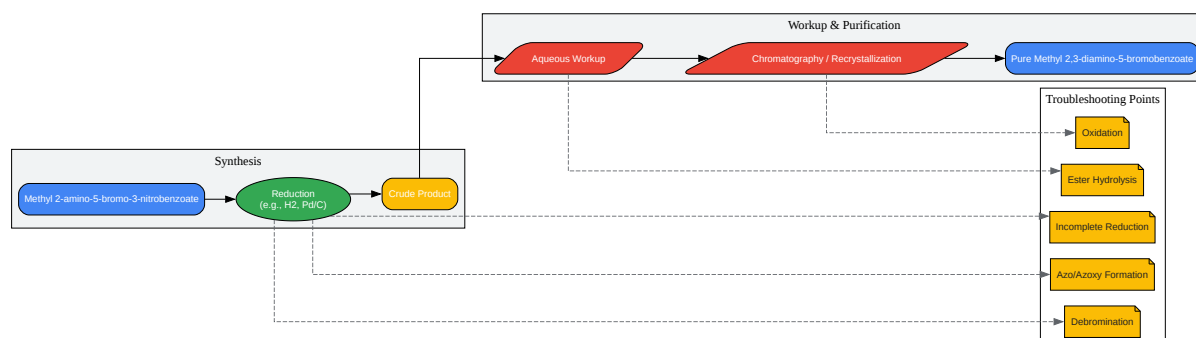 Workup & Purification
Aqueous Workup
Chromatography / Recrystallization
Pure Methyl 2,3-diamino-5-bromobenzoate
Troubleshooting Points
Oxidation
Ester Hydrolysis
Incomplete Reduction
Azo/Azoxy Formation
Debromination
Synthesis
Methyl 2-amino-5-bromo-3-nitrobenzoate
Reduction
(e.g., H2, Pd/C)
Crude Product